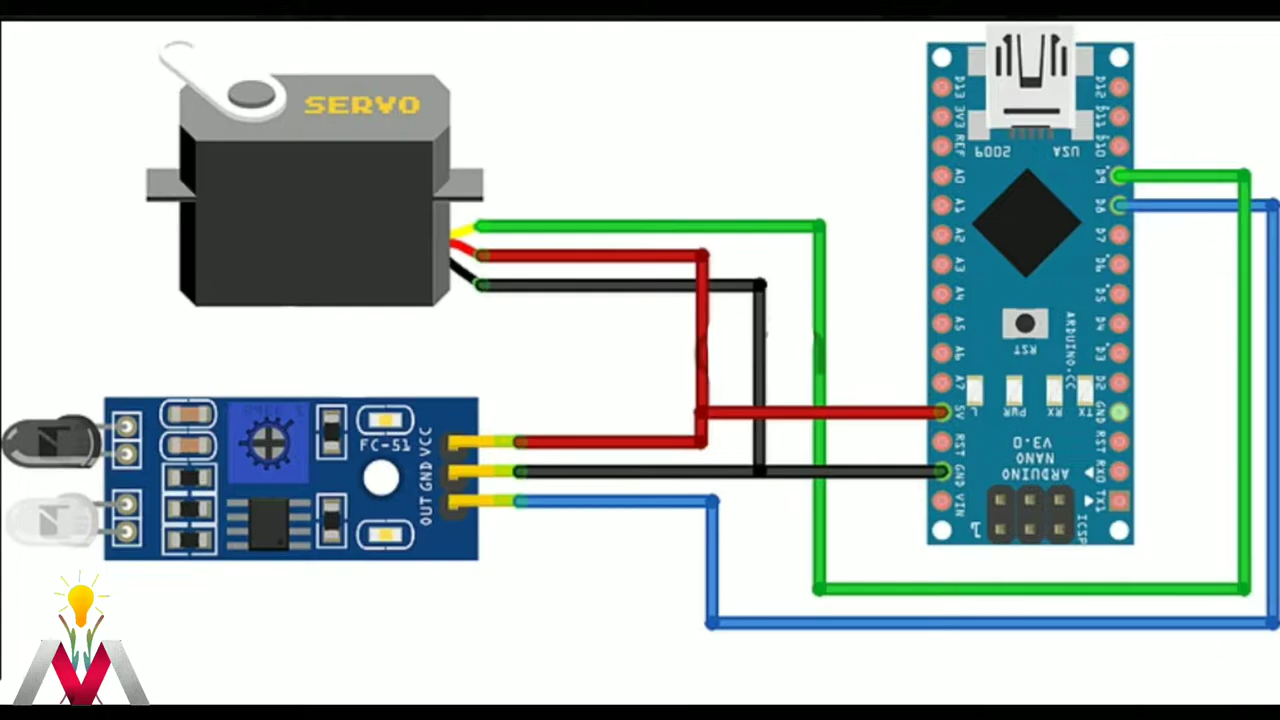 SERVO
FC-51
VCC
GND
OUT
D13
3V3
REF
A0
A1
A2
A3
A4
A5
A6
A7
5V
RST
GND
VIN
D12
D11
D10
D9
D8
D7
D6
D5
D4
D3
D2
GND
RST
RX0
TX1
2009
USA
RST
ARDUINO.CC
L
PWR
RX
TX
ARDUINO
NANO
V3.0
ICSP
1